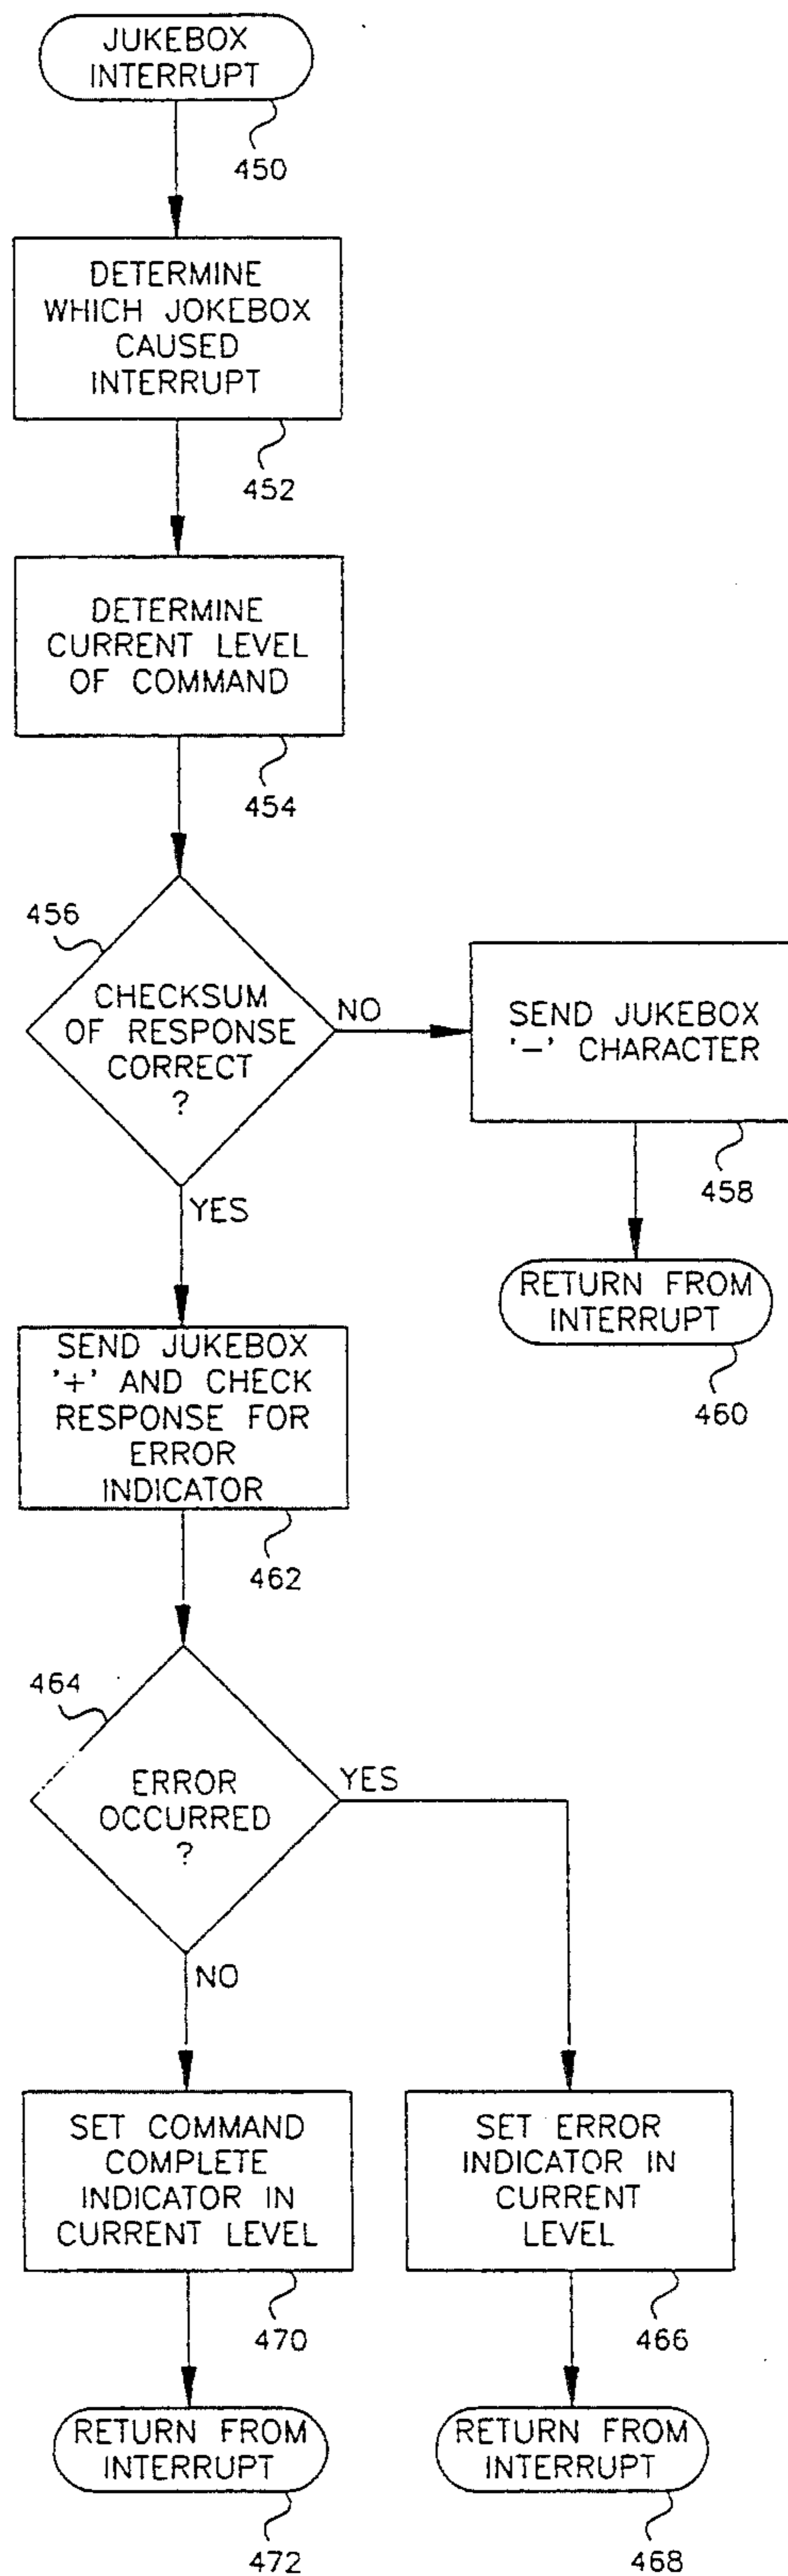 JUKEBOX
INTERRUPT
450
DETERMINE
WHICH JOKEBOX
CAUSED
INTERRUPT
452
DETERMINE
CURRENT LEVEL
OF COMMAND
454
456
CHECKSUM
OF RESPONSE
CORRECT
?
NO
SEND JUKEBOX
'-' CHARACTER
458
RETURN FROM
INTERRUPT
460
YES
SEND JUKEBOX
'+' AND CHECK
RESPONSE FOR
ERROR
INDICATOR
462
464
ERROR
OCCURRED
?
YES
NO
SET COMMAND
COMPLETE
INDICATOR IN
CURRENT LEVEL
470
SET ERROR
INDICATOR IN
CURRENT
LEVEL
466
RETURN FROM
INTERRUPT
472
RETURN FROM
INTERRUPT
468